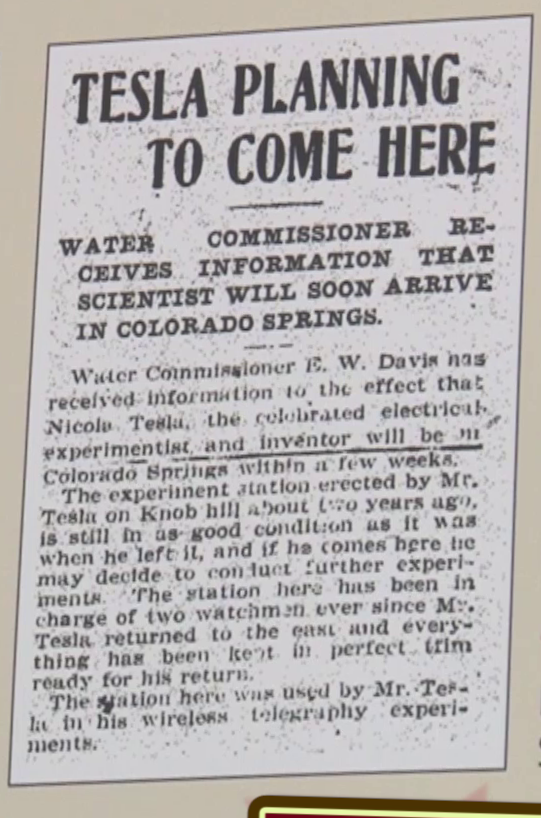 TESLA PLANNING
TO COME HERE
WATER COMMISSIONER RE-
CEIVES INFORMATION THAT
SCIENTIST WILL SOON ARRIVE
IN COLORADO SPRINGS.
Water Commissioner E. W. Davis has
received information to the effect that
Nicola Tesla, the celebrated electrical
experimentist and inventor will be in
Colorado Springs within a few weeks.
The experiment station erected by Mr.
Tesla on Knob hill about two years ago,
is still in as good condition as it was
when he left it, and if he comes here he
may decide to conduct further experi-
ments. The station here has been in
charge of two watchmen ever since Mr.
Tesla returned to the east and every-
thing has been kept in perfect trim
ready for his return.
The station here was used by Mr. Tes-
la in his wireless telegraphy experi-
ments.